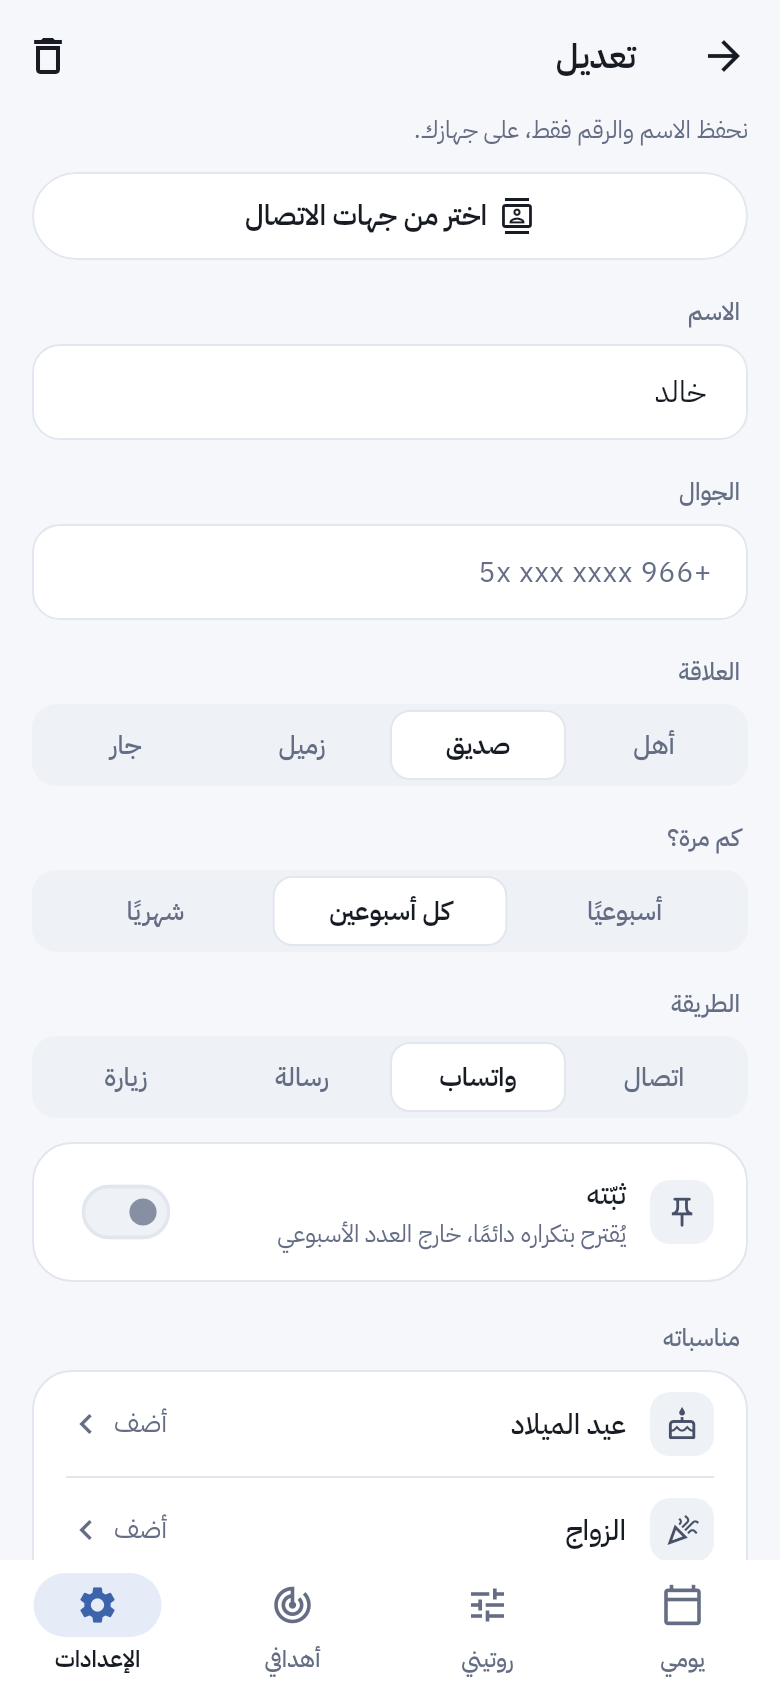 تعديل
نحفظ الاسم والرقم فقط، على جهازك.
اختر من جهات الاتصال
الاسم
خالد
الجوال
+966 5x xxx xxxx
العلاقة
أهل
صديق
زميل
جار
كم مرة؟
أسبوعيًا
كل أسبوعين
شهريًا
الطريقة
اتصال
واتساب
رسالة
زيارة
ثبّته
يُقترح بتكراره دائمًا، خارج العدد الأسبوعي
مناسباته
عيد الميلاد
أضف
الزواج
أضف
يومي
روتيني
أهدافي
الإعدادات